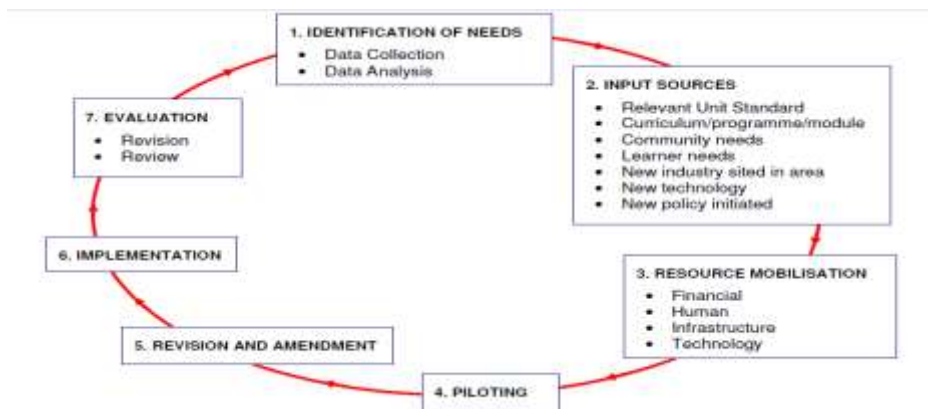 1. IDENTIFICATION OF NEEDS
• Data Collection
• Data Analysis
2. INPUT SOURCES
• Relevant Unit Standard
• Curriculum/programme/module
• Community needs
• Learner needs
• New industry sited in area
• New technology
• New policy initiated
3. RESOURCE MOBILISATION
• Financial
• Human
• Infrastructure
• Technology
4. PILOTING
5. REVISION AND AMENDMENT
6. IMPLEMENTATION
7. EVALUATION
• Revision
• Review